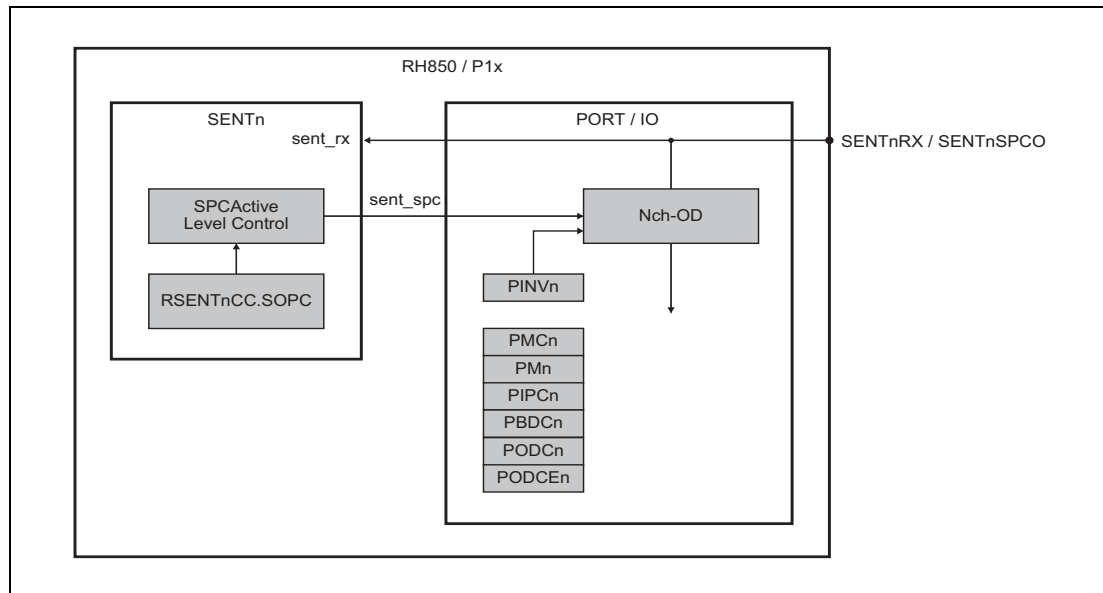 RH850 / P1x
SENTn
PORT / IO
sent_rx
SENTnRX / SENTnSPCO
SPCActive
Level Control
sent_spc
Nch-OD
RSENTnCC.SOPC
PINVn
PMCn
PMn
PIPCn
PBDCn
PODCn
PODCEn